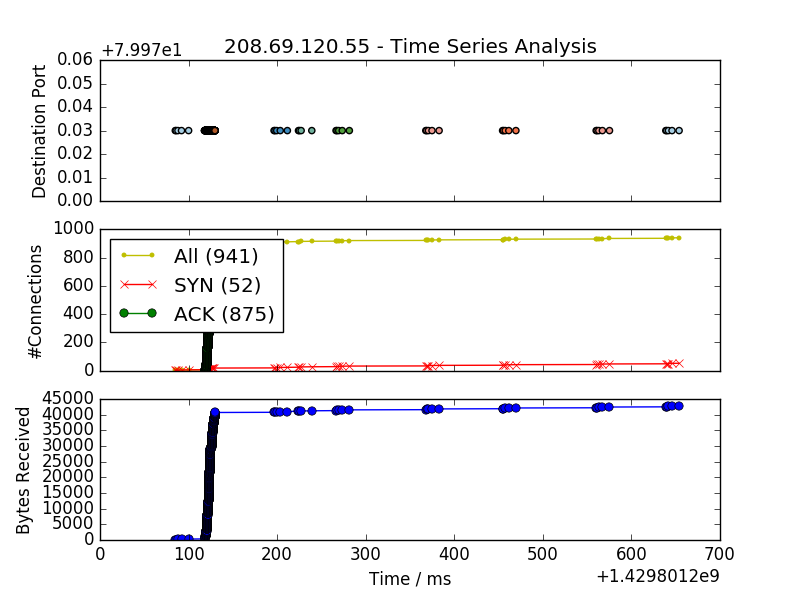 208.69.120.55 - Time Series Analysis
+7.997e1
0.06
0.05
0.04
0.03
0.02
0.01
0.00
Destination Port
1000
800
600
400
200
0
#Connections
All (941)
SYN (52)
ACK (875)
45000
40000
35000
30000
25000
20000
15000
10000
5000
0
Bytes Received
0 100 200 300 400 500 600 700
Time / ms
+1.4298012e9